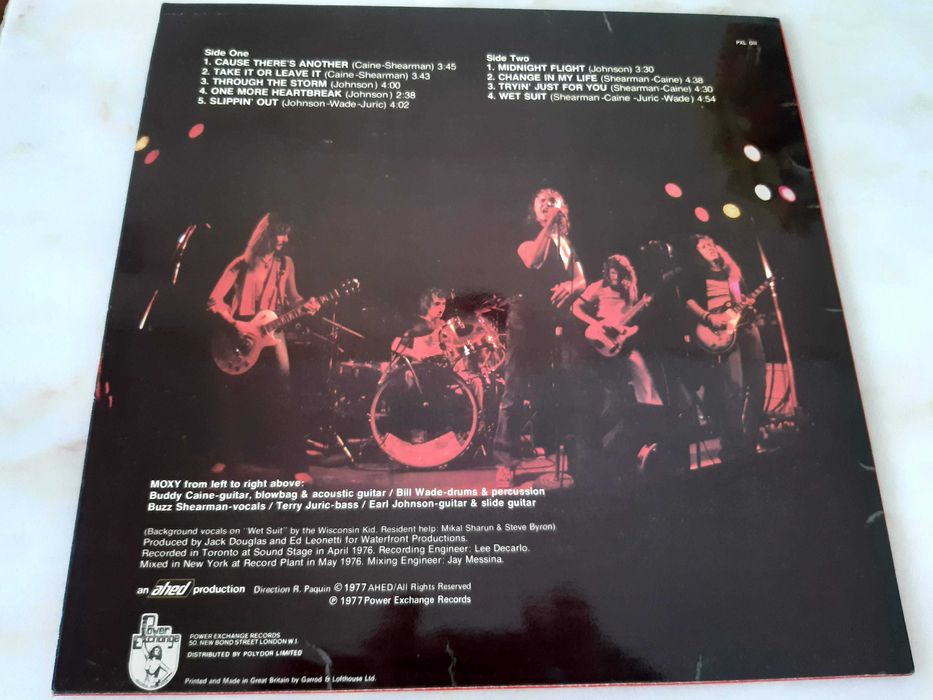 PXL 
Side One
1. CAUSE THERE'S ANOTHER (Caine-Shearman) 3:45
2. TAKE IT OR LEAVE IT (Caine-Shearman) 3.43
3. THROUGH THE STORM (Johnson) 4:00
4. ONE MORE HEARTBREAK (Johnson) 2:38
5. SLIPPIN' OUT (Johnson-Wade-Juric) 4:02
Side Two
1. MIDNIGHT FLIGHT (Johnson) 3:30
2. CHANGE IN MY LIFE (Shearman-Caine) 4.38
3. TRYIN' JUST FOR YOU (Shearman-Caine) 4:30
4. WET SUIT (Shearman-Caine -Juric-Wade) 4:54
MOXY from left to right above:
Buddy Caine-guitar, blowbag & acoustic guitar / Bill Wade-drums & percussion
Buzz Shearman-vocals / Terry Juric-bass / Earl Johnson-guitar & slide guitar
(Background vocals on "Wet Suit" by the Wisconsin Kid. Resident help: Mikal Sharun & Steve Byron)
Produced by Jack Douglas and Ed Leonetti for Waterfront Productions.
Recorded in Toronto at Sound Stage in April 1976. Recording Engineer: Lee Decarlo.
Mixed in New York at Record Plant in May 1976. Mixing Engineer: Jay Messina.
an ahed production Direction R. Paquin © 1977 AHED/All Rights Reserved
℗ 1977 Power Exchange Records
Power
Exchange
POWER EXCHANGE RECORDS
50, NEW BOND STREET LONDON W.I.
DISTRIBUTED BY POLYDOR LIMITED
Printed and Made in Great Britain by Garrod & Lofthouse Ltd.